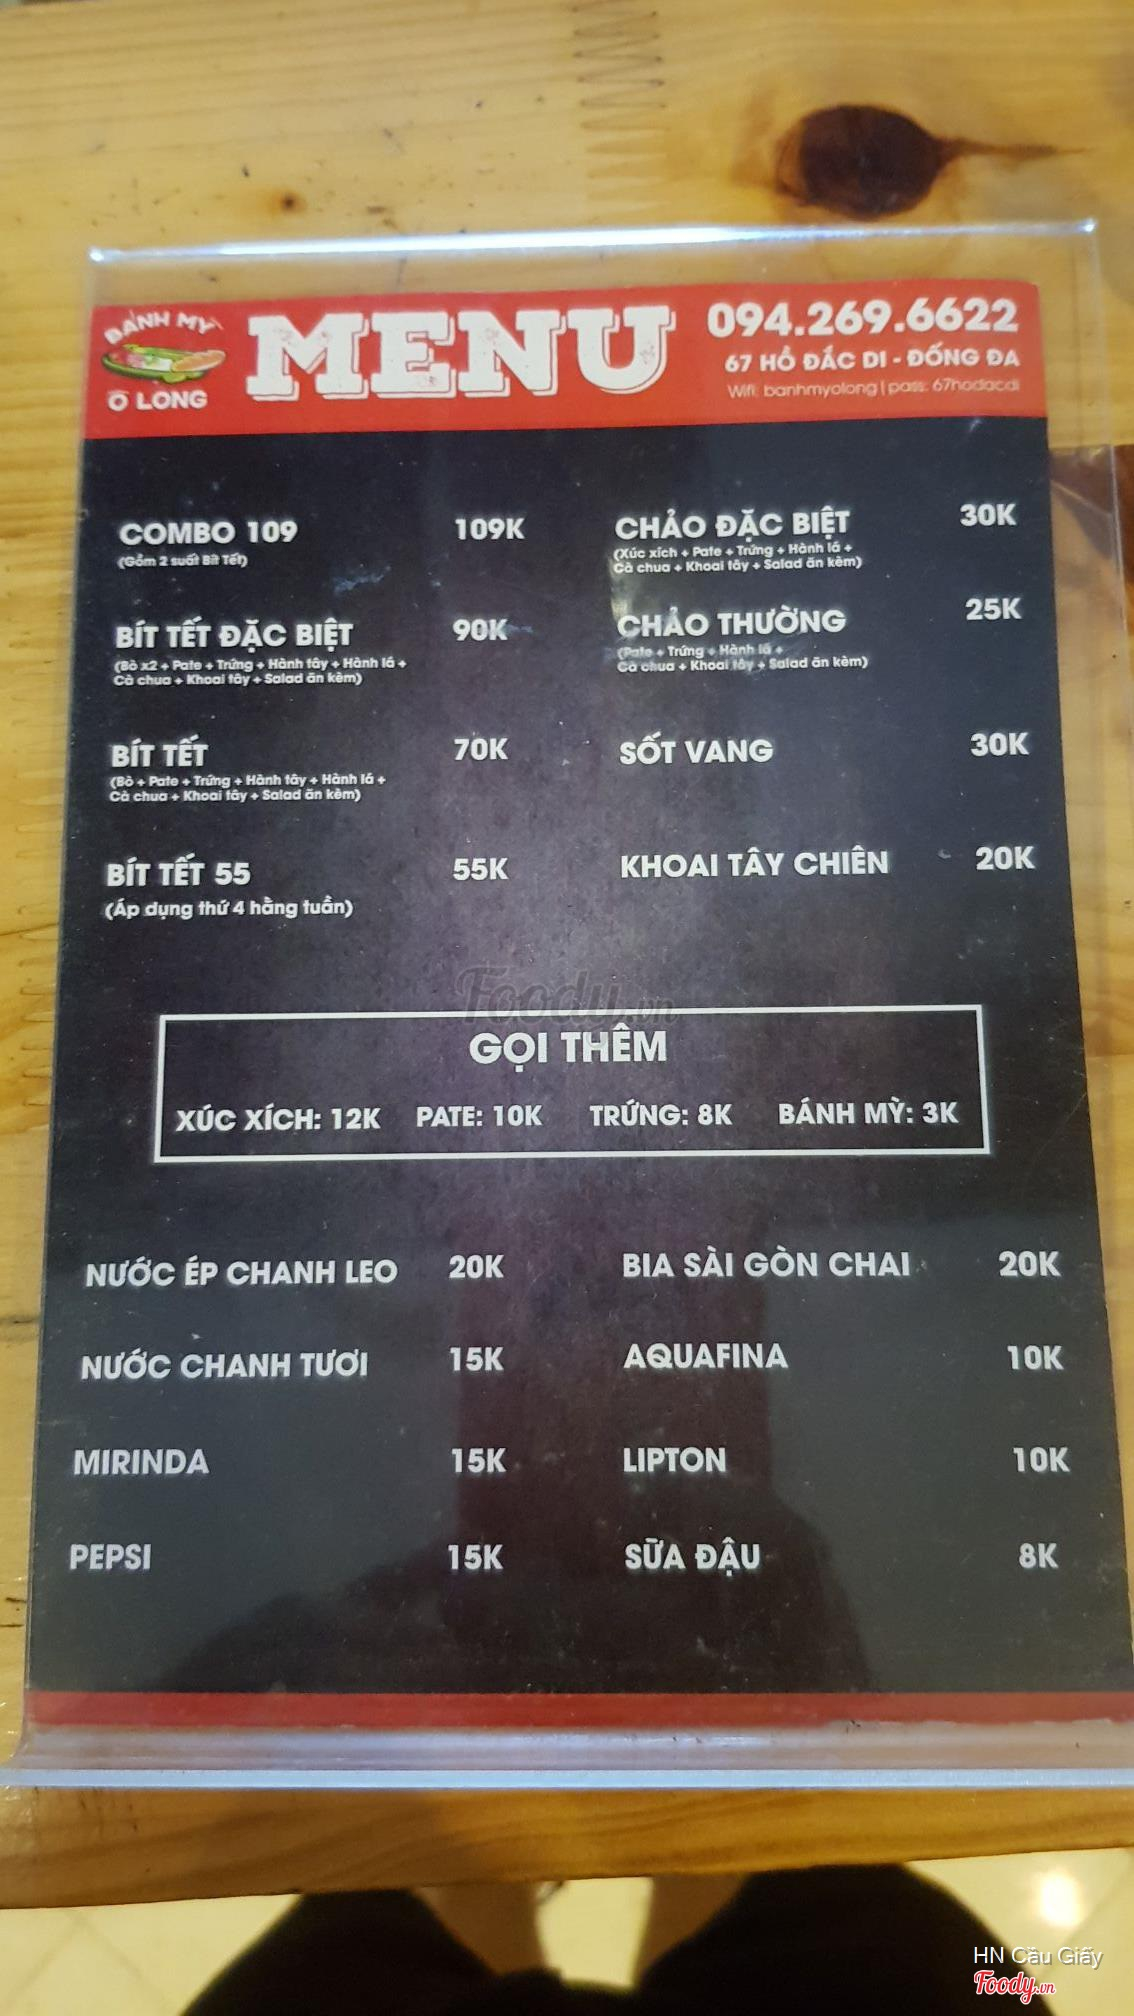 BÁNH MỲ
Ô LONG
MENU
094.269.6622
67 HỒ ĐẮC DI - ĐỐNG ĐA
Wifi: banhmyolong | pass: 67hodacdi
COMBO 109 109K
(Gồm 2 suất Bít Tết)
BÍT TẾT ĐẶC BIỆT 90K
(Bò x2 + Pate + Trứng + Hành tây + Hành lá +
Cà chua + Khoai tây + Salad ăn kèm)
BÍT TẾT 70K
(Bò + Pate + Trứng + Hành tây + Hành lá +
Cà chua + Khoai tây + Salad ăn kèm)
BÍT TẾT 55 55K
(Áp dụng thứ 4 hằng tuần)
CHẢO ĐẶC BIỆT 30K
(Xúc xích + Pate + Trứng + Hành lá +
Cà chua + Khoai tây + Salad ăn kèm)
CHẢO THƯỜNG 25K
(Pate + Trứng + Hành lá +
Cà chua + Khoai tây + Salad ăn kèm)
SỐT VANG 30K
KHOAI TÂY CHIÊN 20K
Foody.vn
GỌI THÊM
XÚC XÍCH: 12K PATE: 10K TRỨNG: 8K BÁNH MỲ: 3K
NƯỚC ÉP CHANH LEO 20K
NƯỚC CHANH TƯƠI 15K
MIRINDA 15K
PEPSI 15K
BIA SÀI GÒN CHAI 20K
AQUAFINA 10K
LIPTON 10K
SỮA ĐẬU 8K
HN Cầu Giấy
Foody.vn